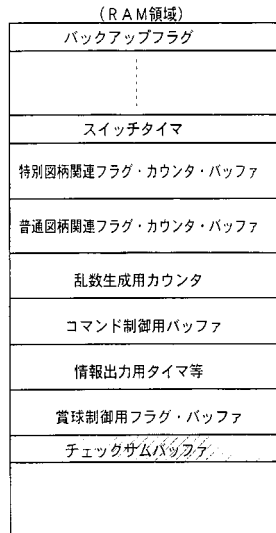 (RAM領域)
バックアップフラグ
スイッチタイマ
特別図柄関連フラグ・カウンタ・バッファ
普通図柄関連フラグ・カウンタ・バッファ
乱数生成用カウンタ
コマンド制御用バッファ
情報出力用タイマ等
賞球制御用フラグ・バッファ
チェックサムバッファ